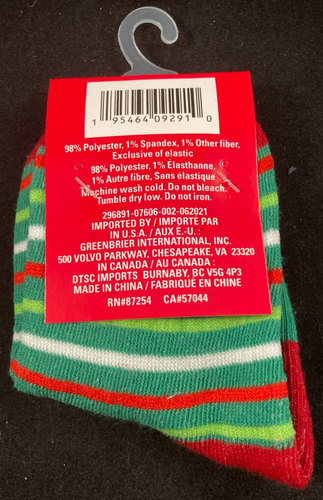 1 95464 09291 0
98% Polyester, 1% Spandex, 1% Other fiber,
Exclusive of elastic
98% Polyester, 1% Élasthanne,
1% Autre fibre, Sans élastique
Machine wash cold. Do not bleach.
Tumble dry low. Do not iron.
296891-07606-002-062021
IMPORTED BY / IMPORTÉ PAR
IN U.S.A./ AUX É.-U. :
GREENBRIER INTERNATIONAL, INC.
500 VOLVO PARKWAY, CHESAPEAKE, VA 23320
IN CANADA / AU CANADA :
DTSC IMPORTS BURNABY, BC V5G 4P3
MADE IN CHINA / FABRIQUÉ EN CHINE
RN#87254 CA#57044